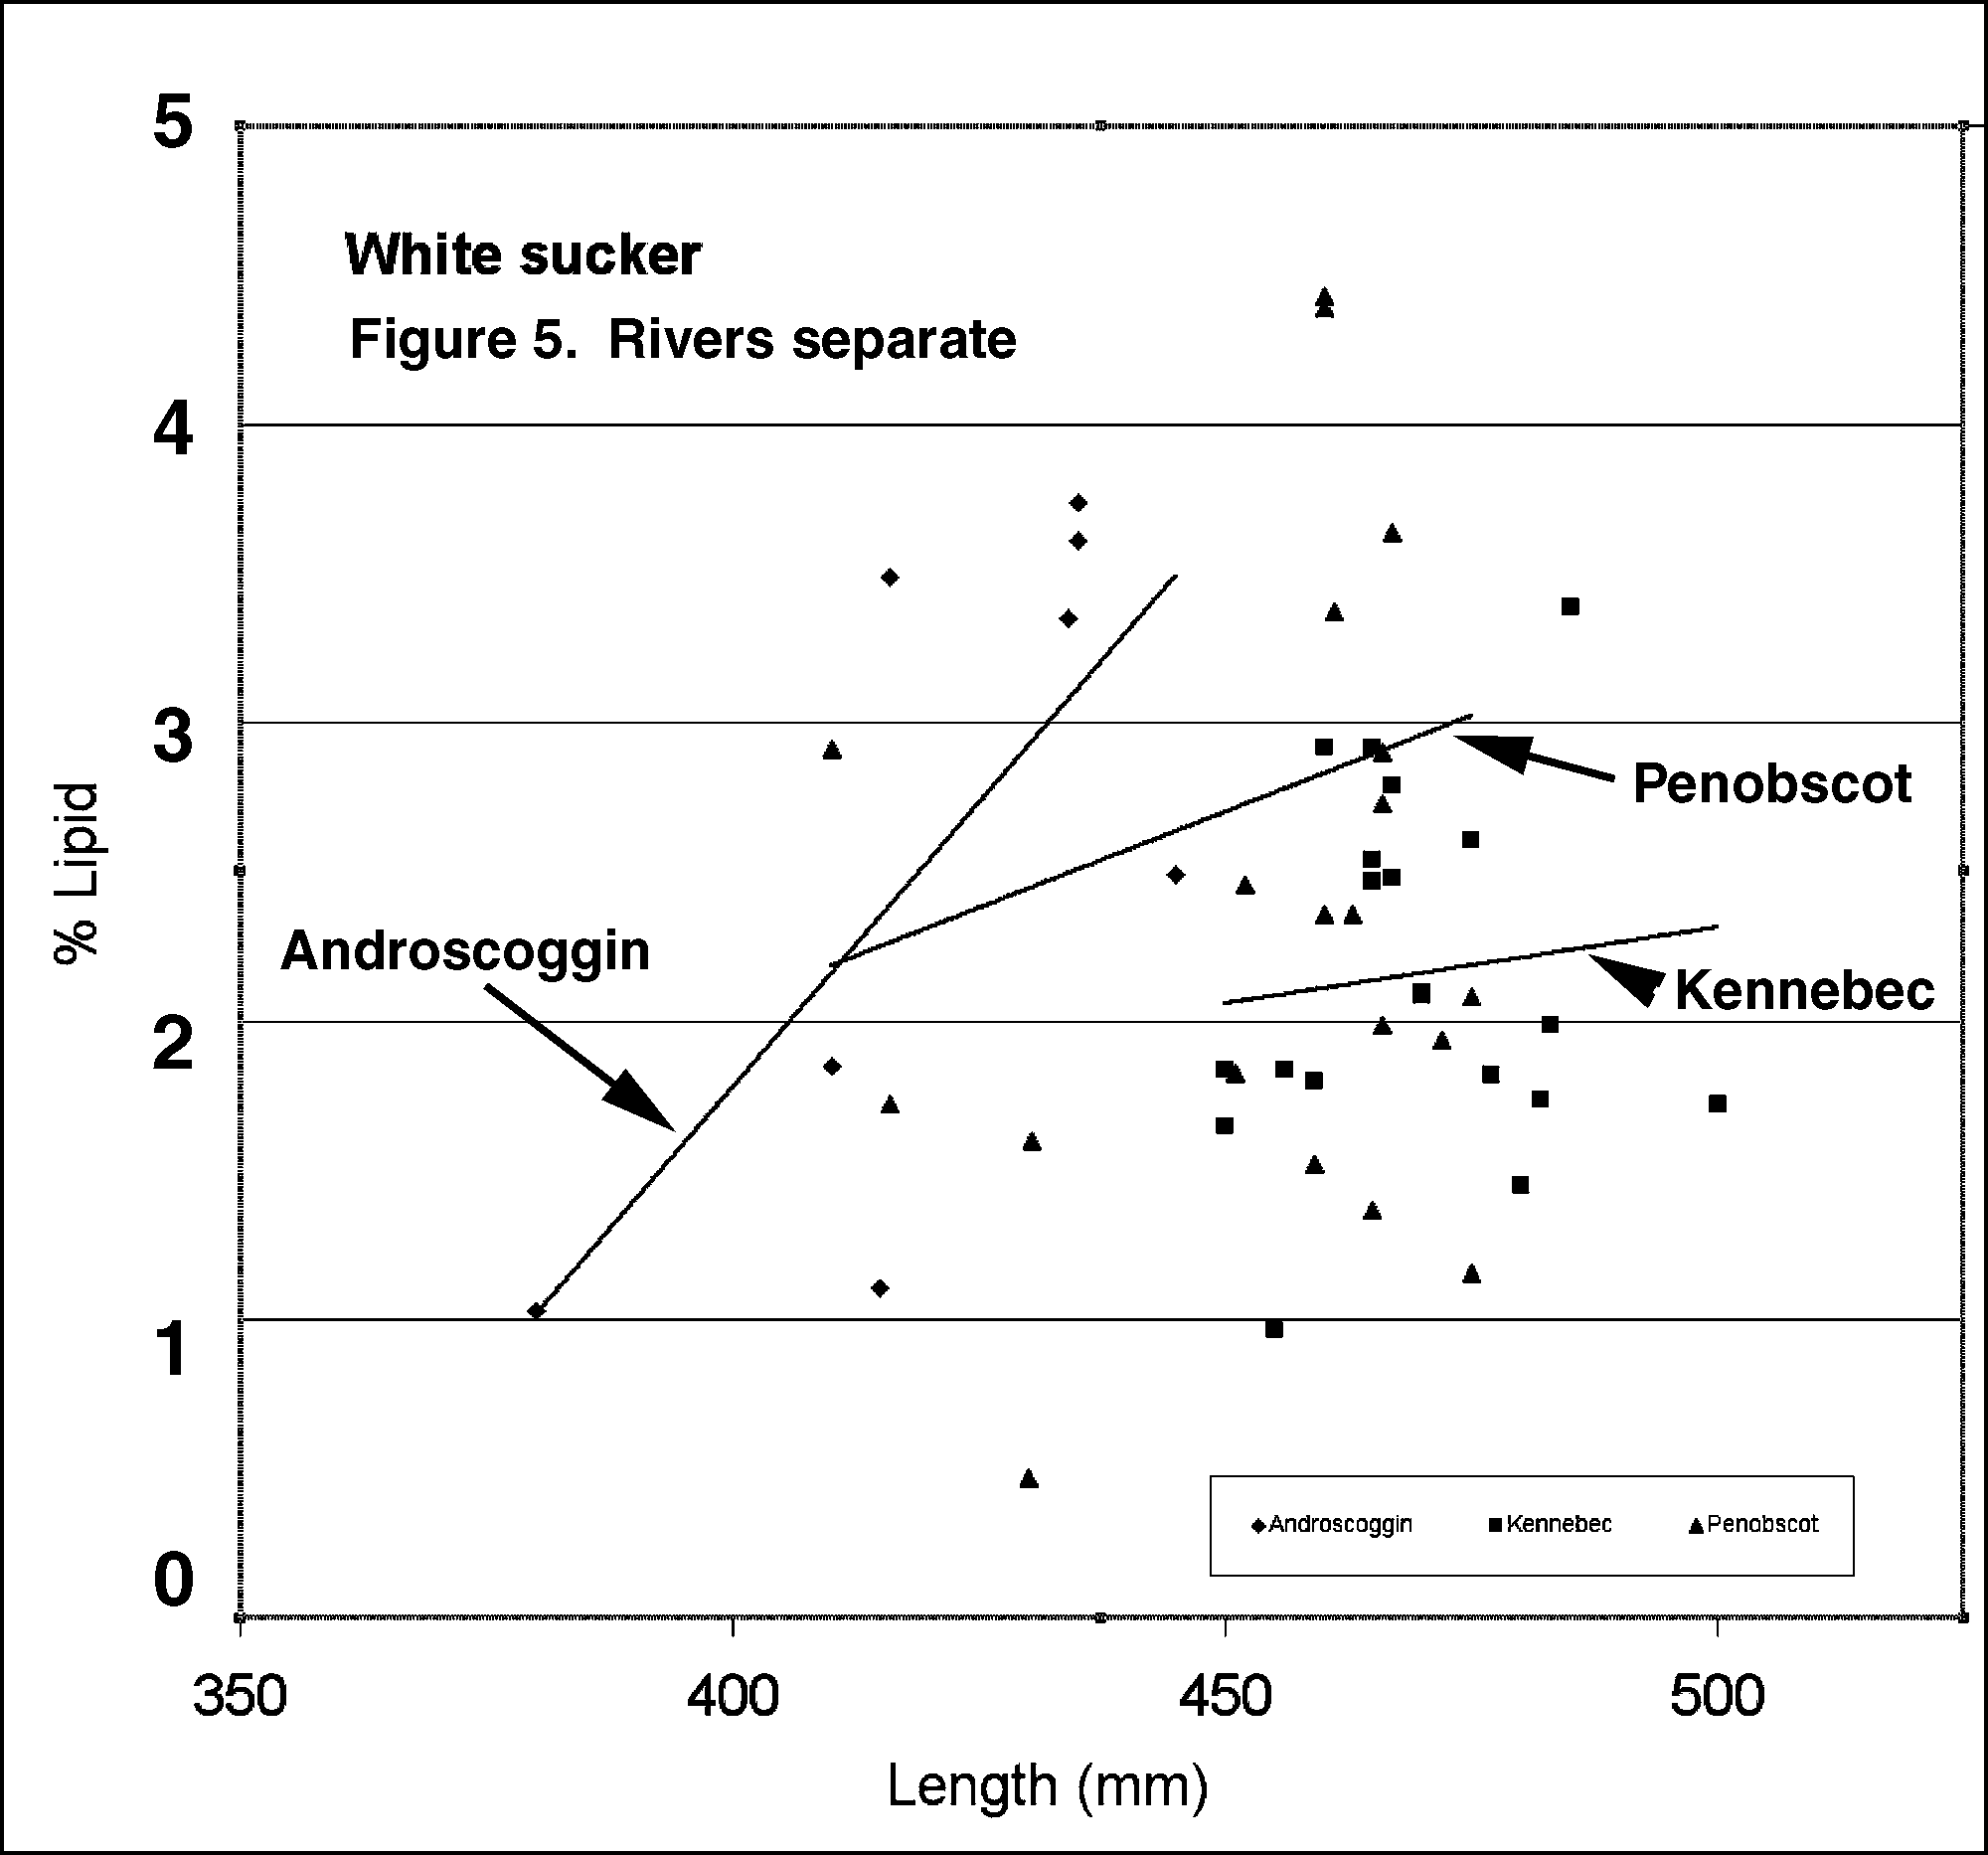 5
White sucker
Figure 5. Rivers separate
4
3
Penobscot
% Lipid
Androscoggin
Kennebec
2
1
Androscoggin Kennebec Penobscot
0
350 400 450 500
Length (mm)